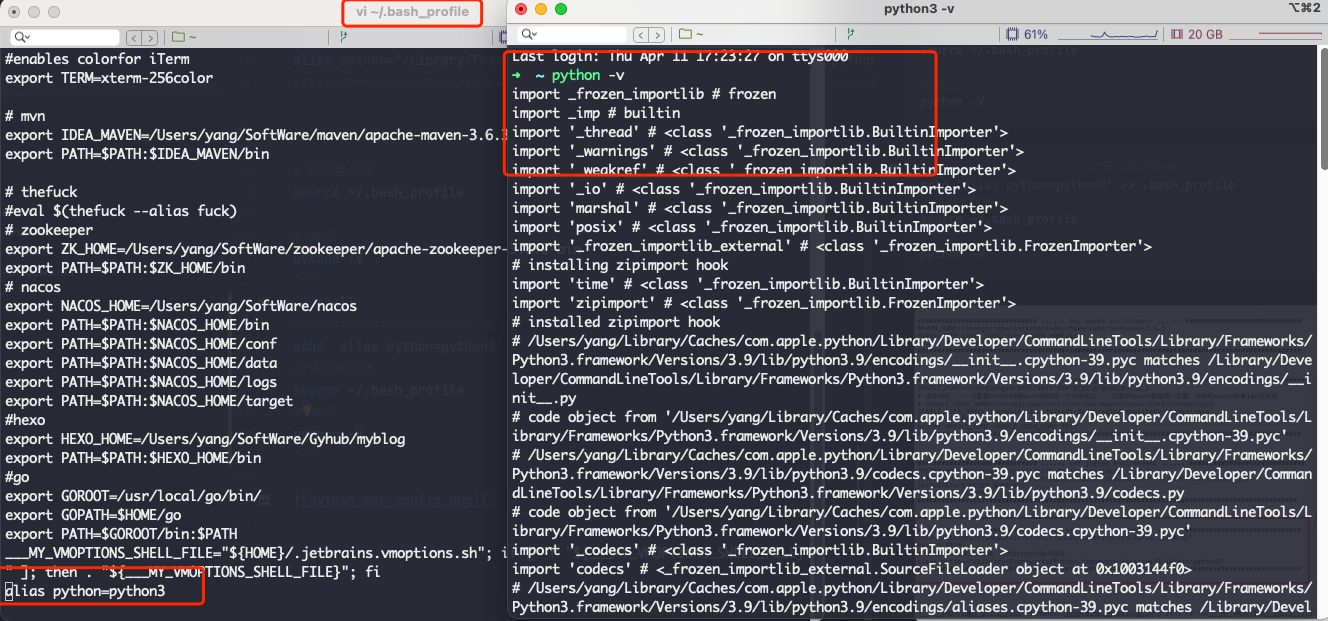 vi ~/.bash_profile
~
#enables colorfor iTerm
export TERM=xterm-256color
# mvn
export IDEA_MAVEN=/Users/yang/SoftWare/maven/apache-maven-3.6.3
export PATH=$PATH:$IDEA_MAVEN/bin
# thefuck
#eval $(thefuck --alias fuck)
# zookeeper
export ZK_HOME=/Users/yang/SoftWare/zookeeper/apache-zookeeper-
export PATH=$PATH:$ZK_HOME/bin
# nacos
export NACOS_HOME=/Users/yang/SoftWare/nacos
export PATH=$PATH:$NACOS_HOME/bin
export PATH=$PATH:$NACOS_HOME/conf
export PATH=$PATH:$NACOS_HOME/data
export PATH=$PATH:$NACOS_HOME/logs
export PATH=$PATH:$NACOS_HOME/target
#hexo
export HEXO_HOME=/Users/yang/SoftWare/Gyhub/myblog
export PATH=$PATH:$HEXO_HOME/bin
#go
export GOROOT=/usr/local/go/bin/
export GOPATH=$HOME/go
export PATH=$GOROOT/bin:$PATH
___MY_VMOPTIONS_SHELL_FILE="${HOME}/.jetbrains.vmoptions.sh"; i
" ]; then . "${___MY_VMOPTIONS_SHELL_FILE}"; fi
alias python=python3
python3 -v
⌥⌘2
~
61%
20 GB
Last login: Thu Apr 11 17:23:27 on ttys000
➜ ~ python -v
import _frozen_importlib # frozen
import _imp # builtin
import '_thread' # <class '_frozen_importlib.BuiltinImporter'>
import '_warnings' # <class '_frozen_importlib.BuiltinImporter'>
import '_weakref' # <class '_frozen_importlib.BuiltinImporter'>
import '_io' # <class '_frozen_importlib.BuiltinImporter'>
import 'marshal' # <class '_frozen_importlib.BuiltinImporter'>
import 'posix' # <class '_frozen_importlib.BuiltinImporter'>
import '_frozen_importlib_external' # <class '_frozen_importlib.FrozenImporter'>
# installing zipimport hook
import 'time' # <class '_frozen_importlib.BuiltinImporter'>
import 'zipimport' # <class '_frozen_importlib.FrozenImporter'>
# installed zipimport hook
# /Users/yang/Library/Caches/com.apple.python/Library/Developer/CommandLineTools/Library/Frameworks/
Python3.framework/Versions/3.9/lib/python3.9/encodings/__init__.cpython-39.pyc matches /Library/Deve
loper/CommandLineTools/Library/Frameworks/Python3.framework/Versions/3.9/lib/python3.9/encodings/__i
nit__.py
# code object from '/Users/yang/Library/Caches/com.apple.python/Library/Developer/CommandLineTools/L
ibrary/Frameworks/Python3.framework/Versions/3.9/lib/python3.9/encodings/__init__.cpython-39.pyc'
# /Users/yang/Library/Caches/com.apple.python/Library/Developer/CommandLineTools/Library/Frameworks/
Python3.framework/Versions/3.9/lib/python3.9/codecs.cpython-39.pyc matches /Library/Developer/Comman
dLineTools/Library/Frameworks/Python3.framework/Versions/3.9/lib/python3.9/codecs.py
# code object from '/Users/yang/Library/Caches/com.apple.python/Library/Developer/CommandLineTools/L
ibrary/Frameworks/Python3.framework/Versions/3.9/lib/python3.9/codecs.cpython-39.pyc'
import '_codecs' # <class '_frozen_importlib.BuiltinImporter'>
import 'codecs' # <_frozen_importlib_external.SourceFileLoader object at 0x1003144f0>
# /Users/yang/Library/Caches/com.apple.python/Library/Developer/CommandLineTools/Library/Frameworks/
Python3.framework/Versions/3.9/lib/python3.9/encodings/aliases.cpython-39.pyc matches /Library/Devel